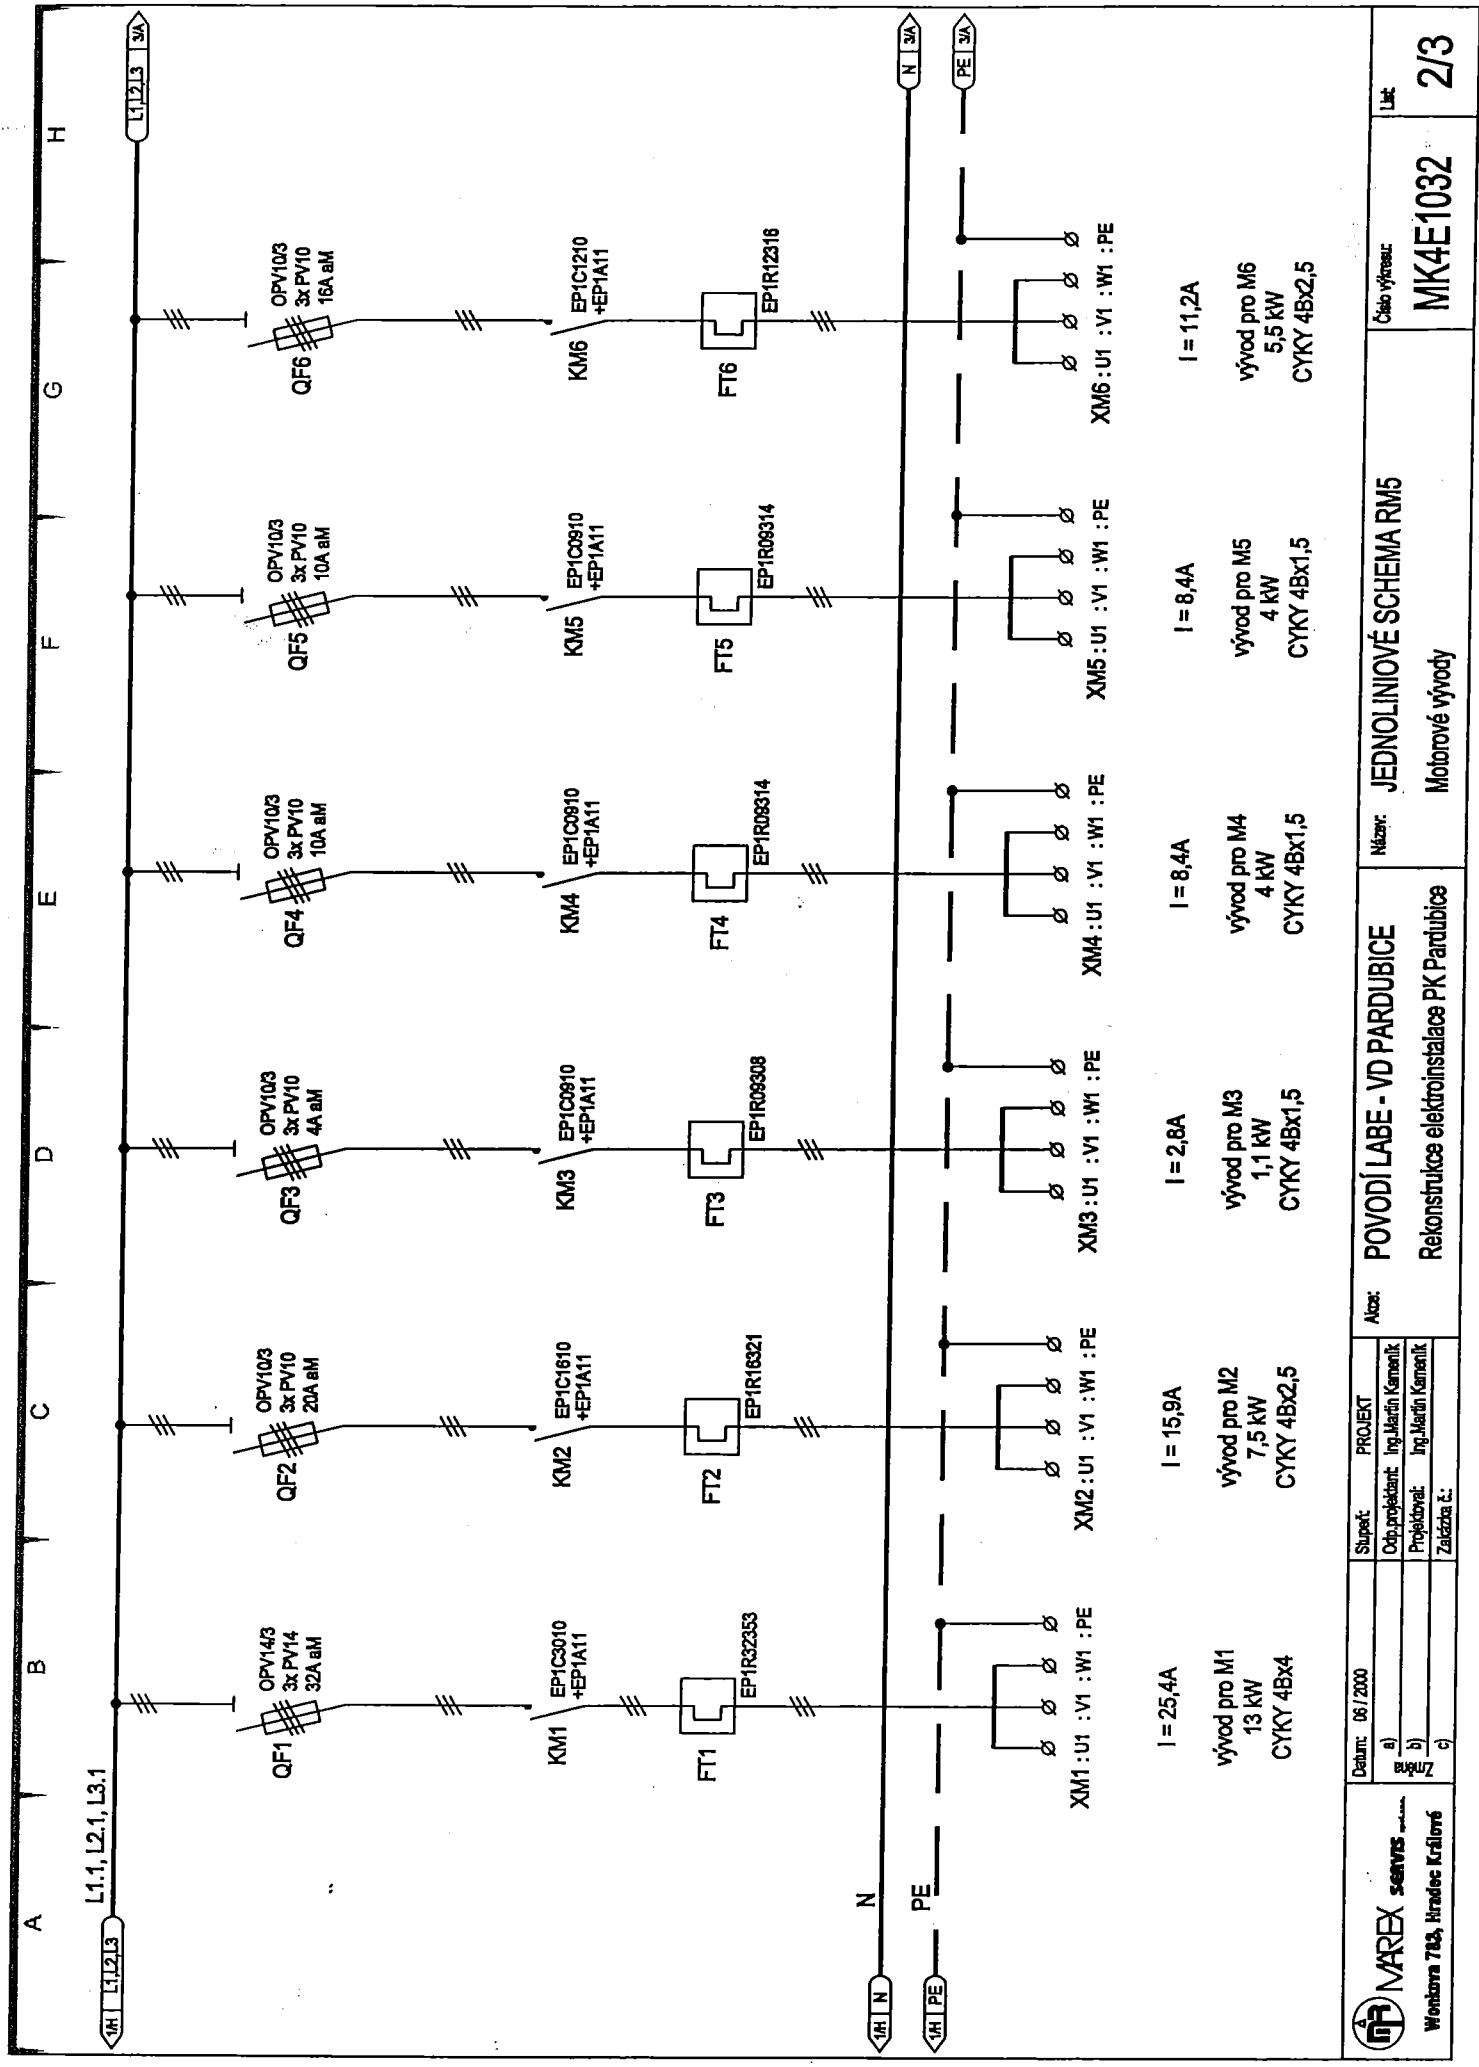 A
B
C
D
E
F
G
H
1/H L1,L2,L3
L1.1, L2.1, L3.1
L1,L2,L3 3/A
QF1
OPV14/3
3x PV14
32A aM
KM1
EP1C3010
+EP1A11
FT1
EP1R32353
XM1:U1 :V1 :W1 :PE
I = 25,4A
vývod pro M1
13 kW
CYKY 4Bx4
QF2
OPV10/3
3x PV10
20A aM
KM2
EP1C1610
+EP1A11
FT2
EP1R16321
XM2:U1 :V1 :W1 :PE
I = 15,9A
vývod pro M2
7,5 kW
CYKY 4Bx2,5
QF3
OPV10/3
3x PV10
4A aM
KM3
EP1C0910
+EP1A11
FT3
EP1R09308
XM3:U1 :V1 :W1 :PE
I = 2,8A
vývod pro M3
1,1 kW
CYKY 4Bx1,5
QF4
OPV10/3
3x PV10
10A aM
KM4
EP1C0910
+EP1A11
FT4
EP1R09314
XM4:U1 :V1 :W1 :PE
I = 8,4A
vývod pro M4
4 kW
CYKY 4Bx1,5
QF5
OPV10/3
3x PV10
10A aM
KM5
EP1C0910
+EP1A11
FT5
EP1R09314
XM5:U1 :V1 :W1 :PE
I = 8,4A
vývod pro M5
4 kW
CYKY 4Bx1,5
QF6
OPV10/3
3x PV10
16A aM
KM6
EP1C1210
+EP1A11
FT6
EP1R12316
XM6:U1 :V1 :W1 :PE
I = 11,2A
vývod pro M6
5,5 kW
CYKY 4Bx2,5
1/H N
N
N 3/A
1/H PE
PE
PE 3/A
MAREX servis
Wonkova 783, Hradec Králové
Datum: 06 / 2000
Změna
a)
b)
c)
Stupeň: PROJEKT
Odp.projektant: Ing.Martin Kameník
Projektoval: Ing.Martin Kameník
Zakázka č.:
Akce: POVODÍ LABE - VD PARDUBICE
Rekonstrukce elektroinstalace PK Pardubice
Název: JEDNOLINIOVÉ SCHEMA RM5
Motorové vývody
Číslo výkresu:
MK4E1032
List:
2/3